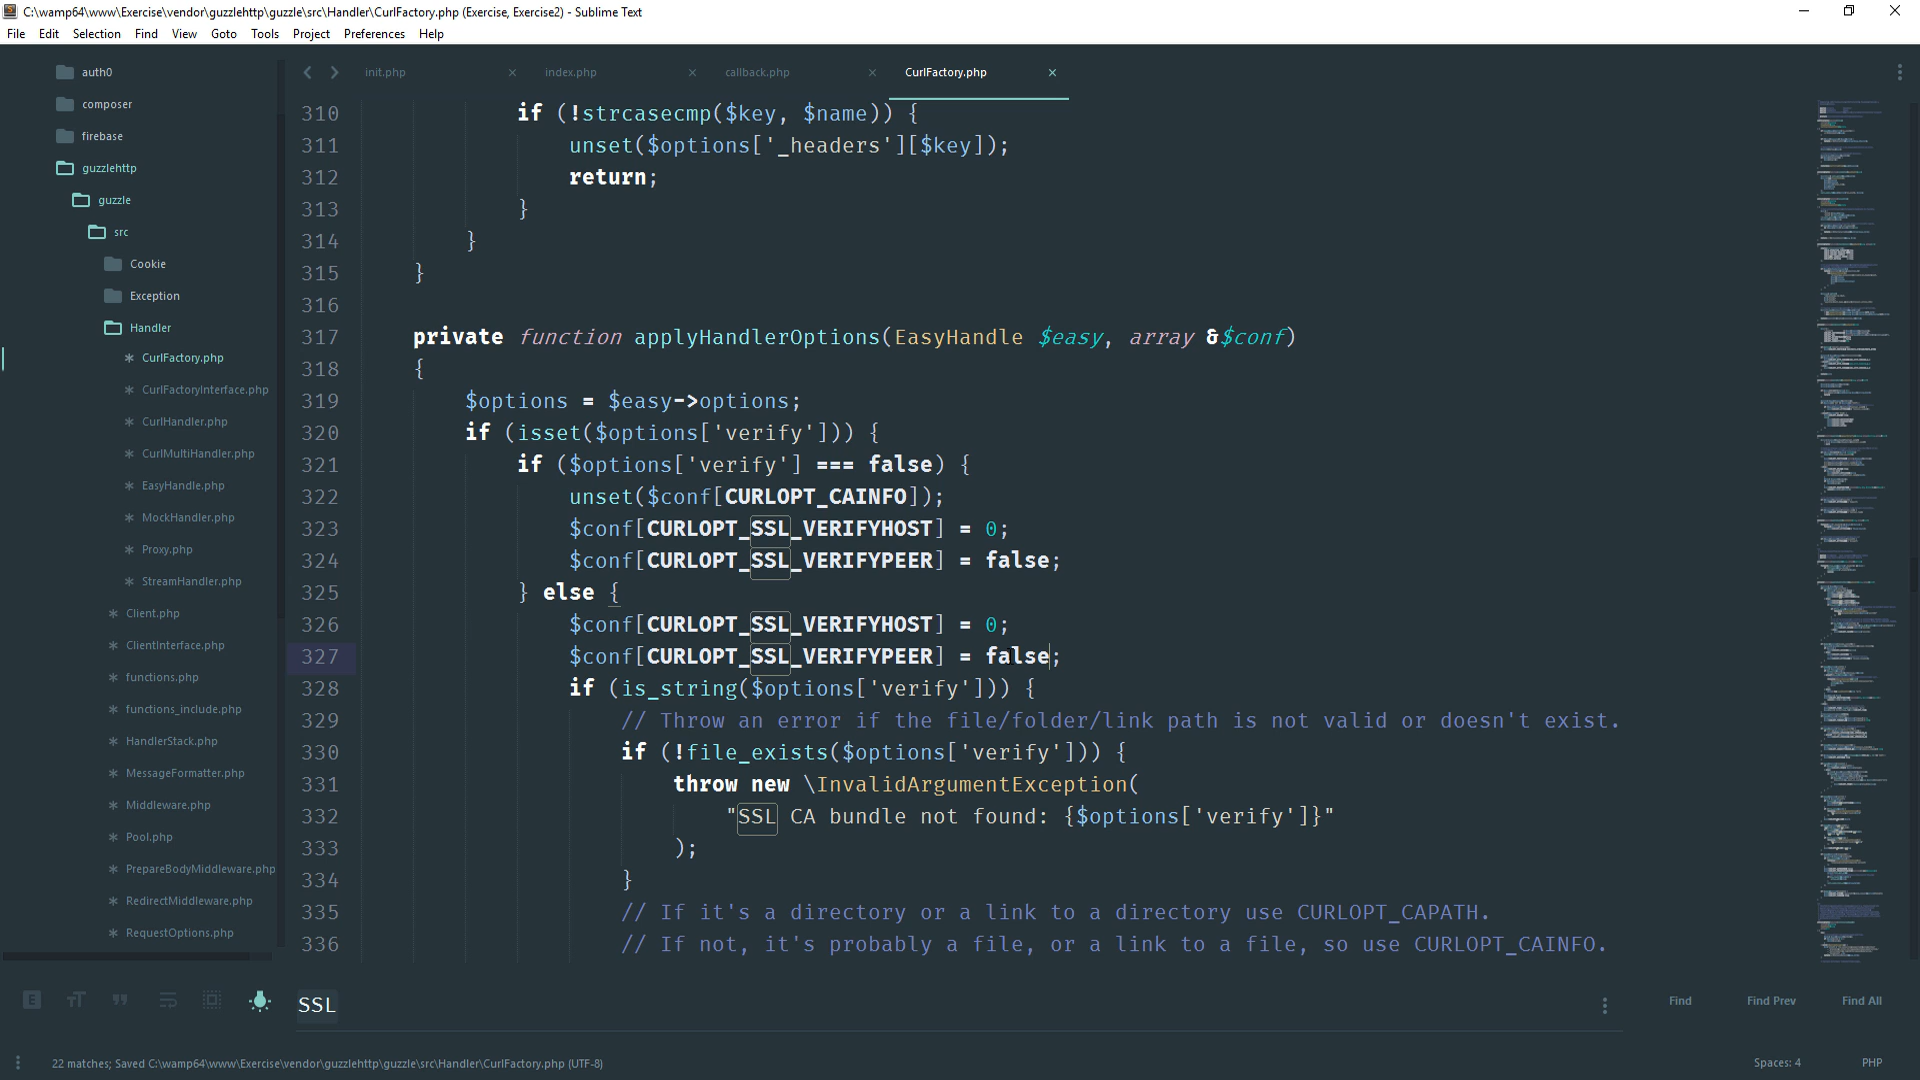 C:\wamp64\www\Exercise\vendor\guzzlehttp\guzzle\src\Handler\CurlFactory.php (Exercise, Exercise2) - Sublime Text
File Edit Selection Find View Goto Tools Project Preferences Help
auth0
composer
firebase
guzzlehttp
guzzle
src
Cookie
Exception
Handler
CurlFactory.php
CurlFactoryInterface.php
CurlHandler.php
CurlMultiHandler.php
EasyHandle.php
MockHandler.php
Proxy.php
StreamHandler.php
Client.php
ClientInterface.php
functions.php
functions_include.php
HandlerStack.php
MessageFormatter.php
Middleware.php
Pool.php
PrepareBodyMiddleware.php
RedirectMiddleware.php
RequestOptions.php
init.php index.php callback.php CurlFactory.php
310 if (!strcasecmp($key, $name)) {
311 unset($options['_headers'][$key]);
312 return;
313 }
314 }
315 }
316
317 private function applyHandlerOptions(EasyHandle $easy, array &$conf)
318 {
319 $options = $easy->options;
320 if (isset($options['verify'])) {
321 if ($options['verify'] === false) {
322 unset($conf[CURLOPT_CAINFO]);
323 $conf[CURLOPT_SSL_VERIFYHOST] = 0;
324 $conf[CURLOPT_SSL_VERIFYPEER] = false;
325 } else {
326 $conf[CURLOPT_SSL_VERIFYHOST] = 0;
327 $conf[CURLOPT_SSL_VERIFYPEER] = false;
328 if (is_string($options['verify'])) {
329 // Throw an error if the file/folder/link path is not valid or doesn't exist.
330 if (!file_exists($options['verify'])) {
331 throw new \InvalidArgumentException(
332 "SSL CA bundle not found: {$options['verify']}"
333 );
334 }
335 // If it's a directory or a link to a directory use CURLOPT_CAPATH.
336 // If not, it's probably a file, or a link to a file, so use CURLOPT_CAINFO.
SSL
Find Find Prev Find All
22 matches; Saved C:\wamp64\www\Exercise\vendor\guzzlehttp\guzzle\src\Handler\CurlFactory.php (UTF-8)
Spaces: 4 PHP